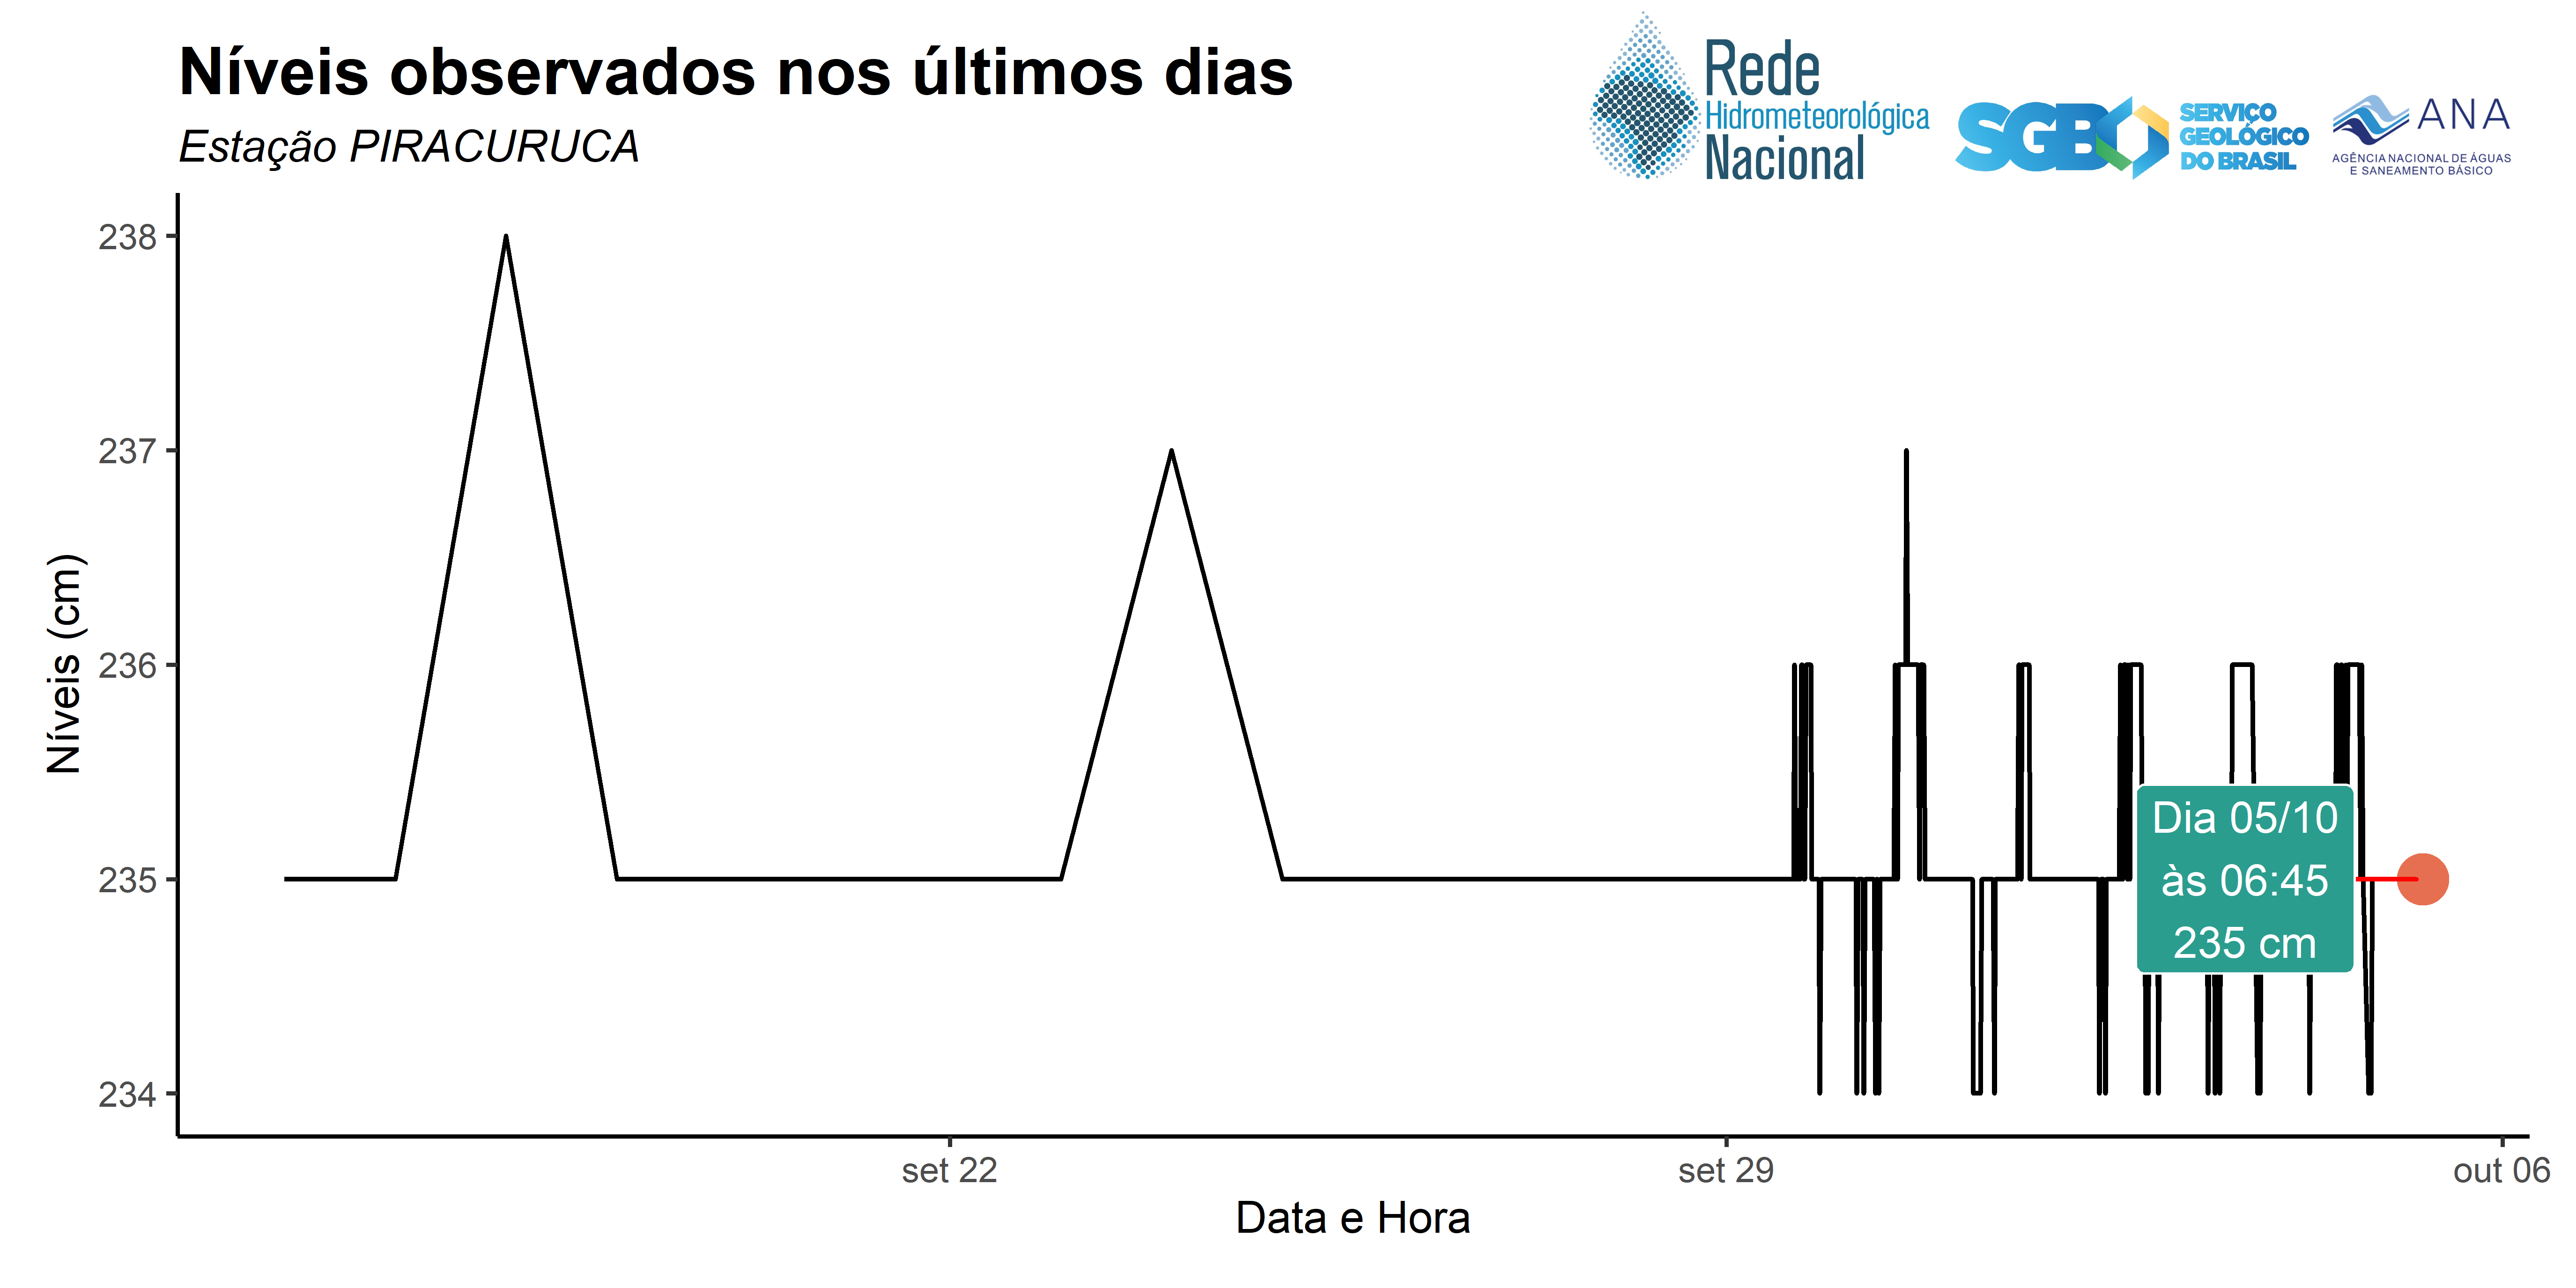 Níveis observados nos últimos dias
Estação PIRACURUCA
Rede
Hidrometeorológica
Nacional
SGB
SERVIÇO
GEOLÓGICO
DO BRASIL
ANA
AGÊNCIA NACIONAL DE ÁGUAS
E SANEAMENTO BÁSICO
Níveis (cm)
238
237
236
235
234
Dia 05/10
às 06:45
235 cm
set 22
set 29
out 06
Data e Hora